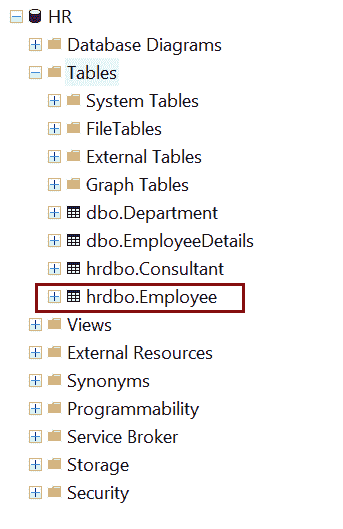 HR
Database Diagrams
Tables
System Tables
FileTables
External Tables
Graph Tables
dbo.Department
dbo.EmployeeDetails
hrdbo.Consultant
hrdbo.Employee
Views
External Resources
Synonyms
Programmability
Service Broker
Storage
Security